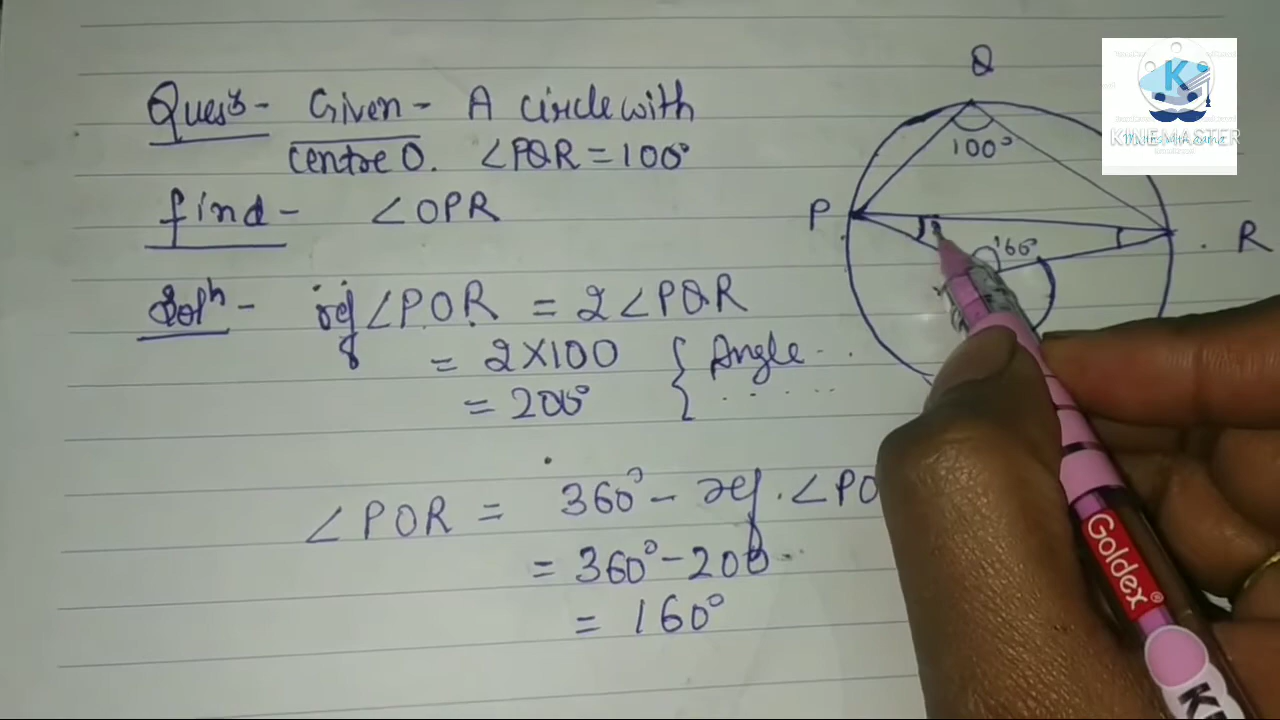 Ques3- Given- A circle with
centre O. ∠PQR = 100°
find - ∠OPR
Solⁿ - ref ∠POR = 2 ∠PQR
= 2×100 { Angle - . .
= 200° { . . . . .
∠POR = 360° - ref. ∠PO
= 360° - 200
= 160°
Q
100°
P
R
160°
K
KINEMASTER
Goldex®